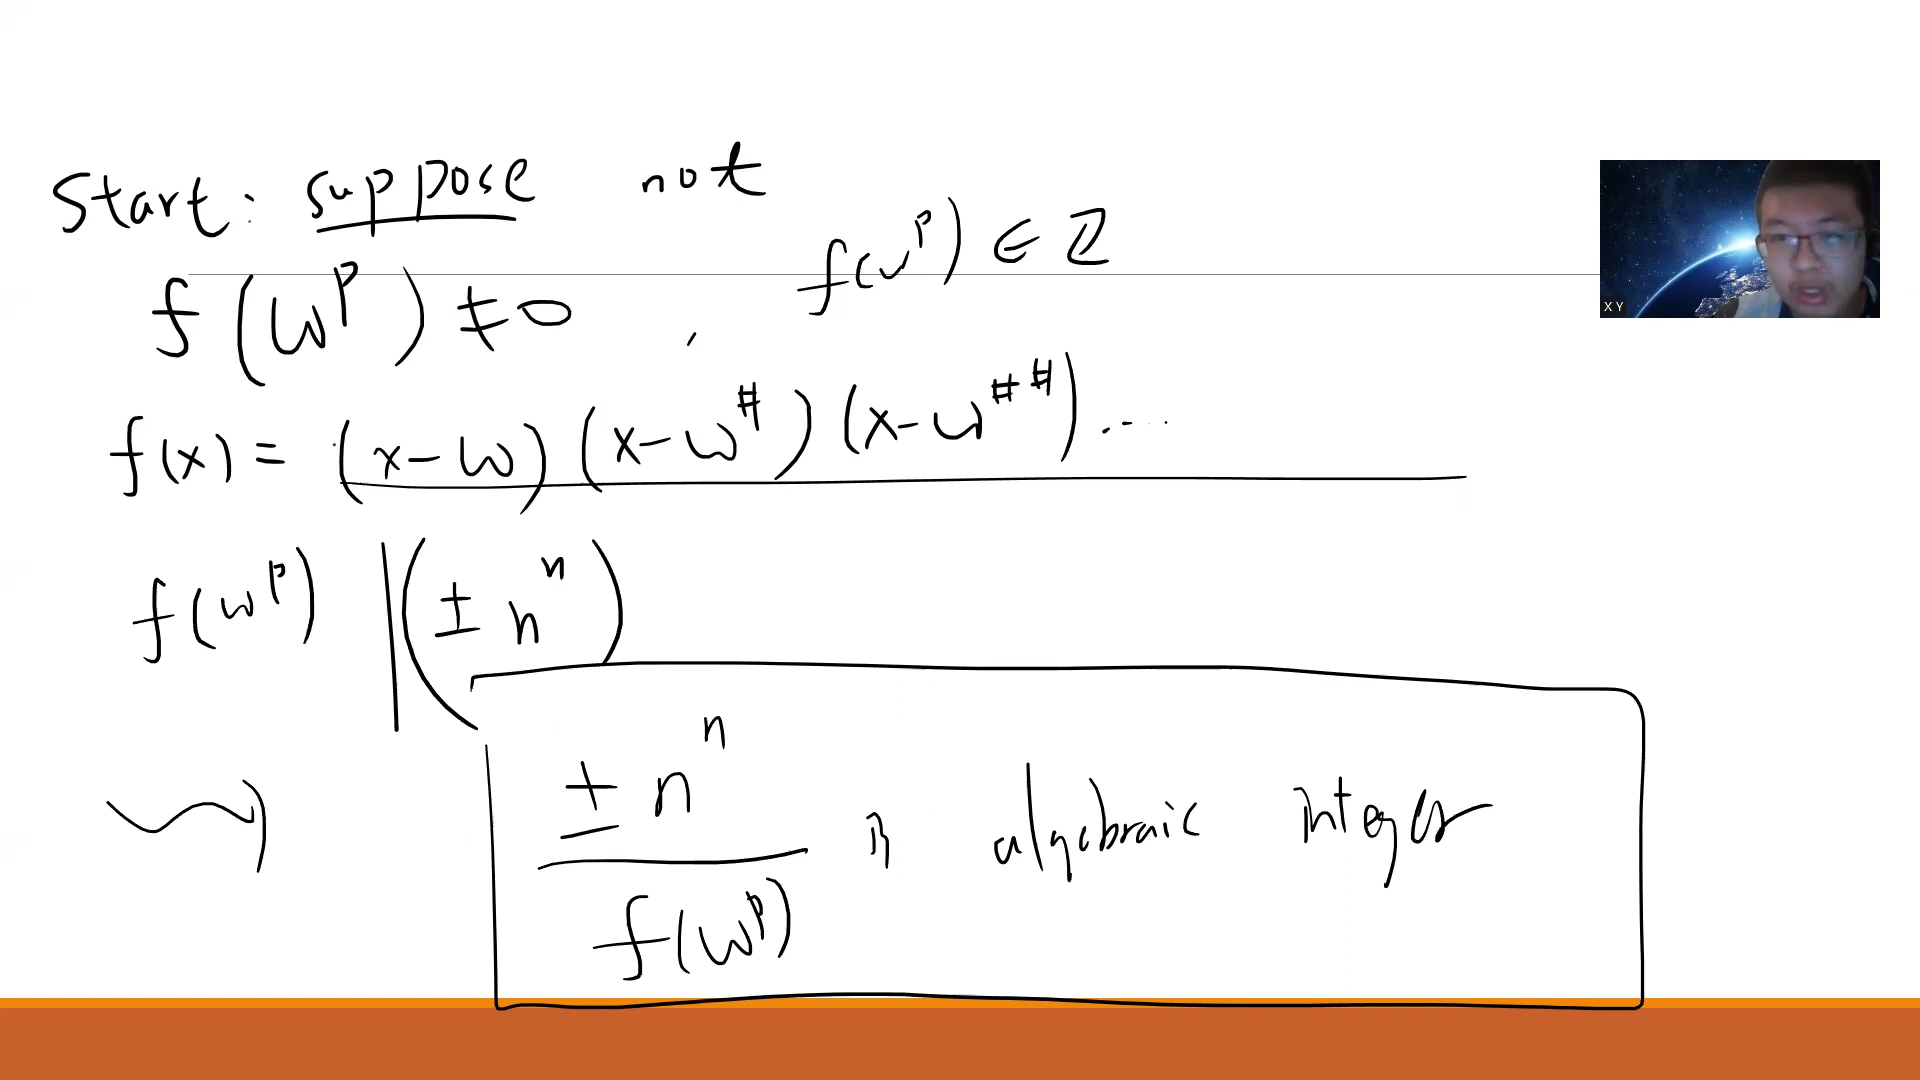 Start: suppose not
f(ω^p) ≠ 0 , f(ω^p) ∈ ℤ
f(x) = (x-ω)(x-ω^#)(x-ω^##)....
f(ω^p) | (± n^n)
± n^n / f(ω^p) is algebraic integer
X Y